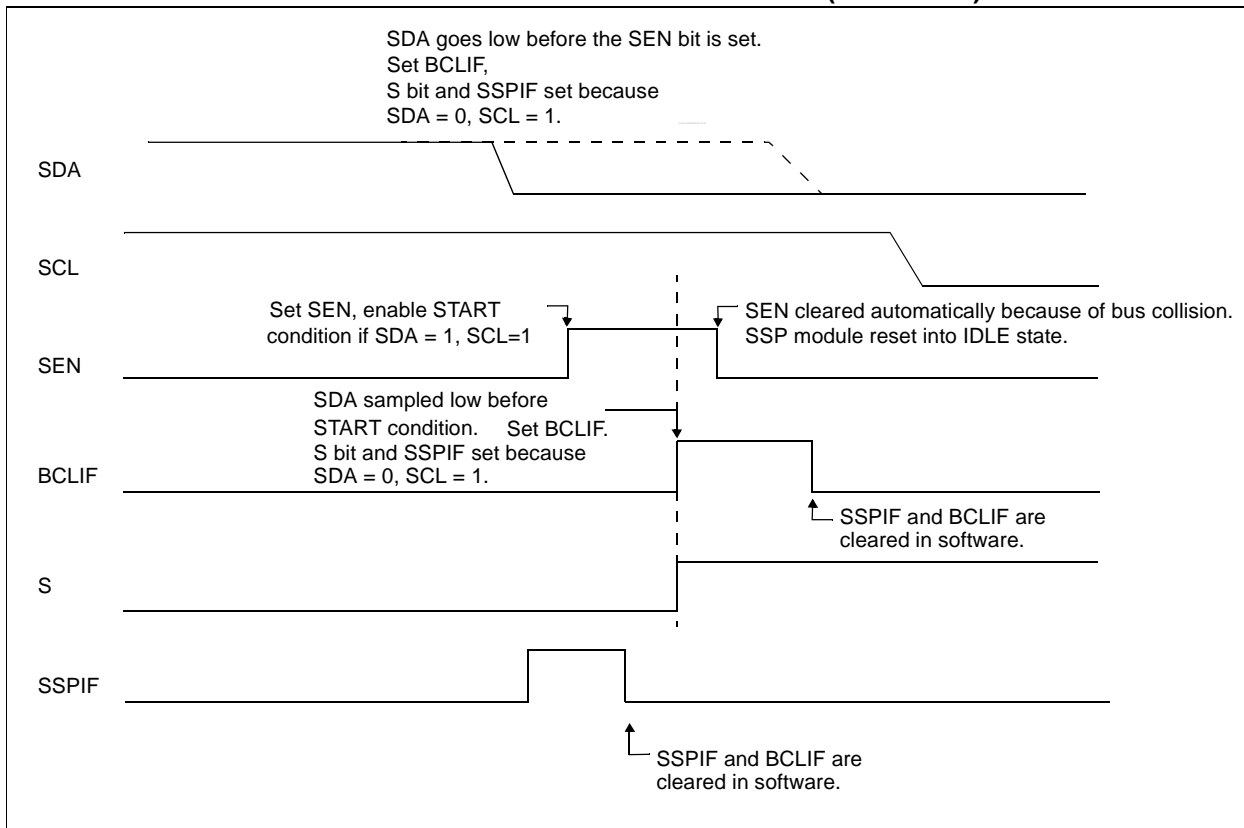 SDA goes low before the SEN bit is set.
Set BCLIF,
S bit and SSPIF set because
SDA = 0, SCL = 1.
SDA
SCL
Set SEN, enable START
condition if SDA = 1, SCL=1
SEN cleared automatically because of bus collision.
SSP module reset into IDLE state.
SEN
SDA sampled low before
START condition. Set BCLIF.
S bit and SSPIF set because
SDA = 0, SCL = 1.
BCLIF
SSPIF and BCLIF are
cleared in software.
S
SSPIF
SSPIF and BCLIF are
cleared in software.